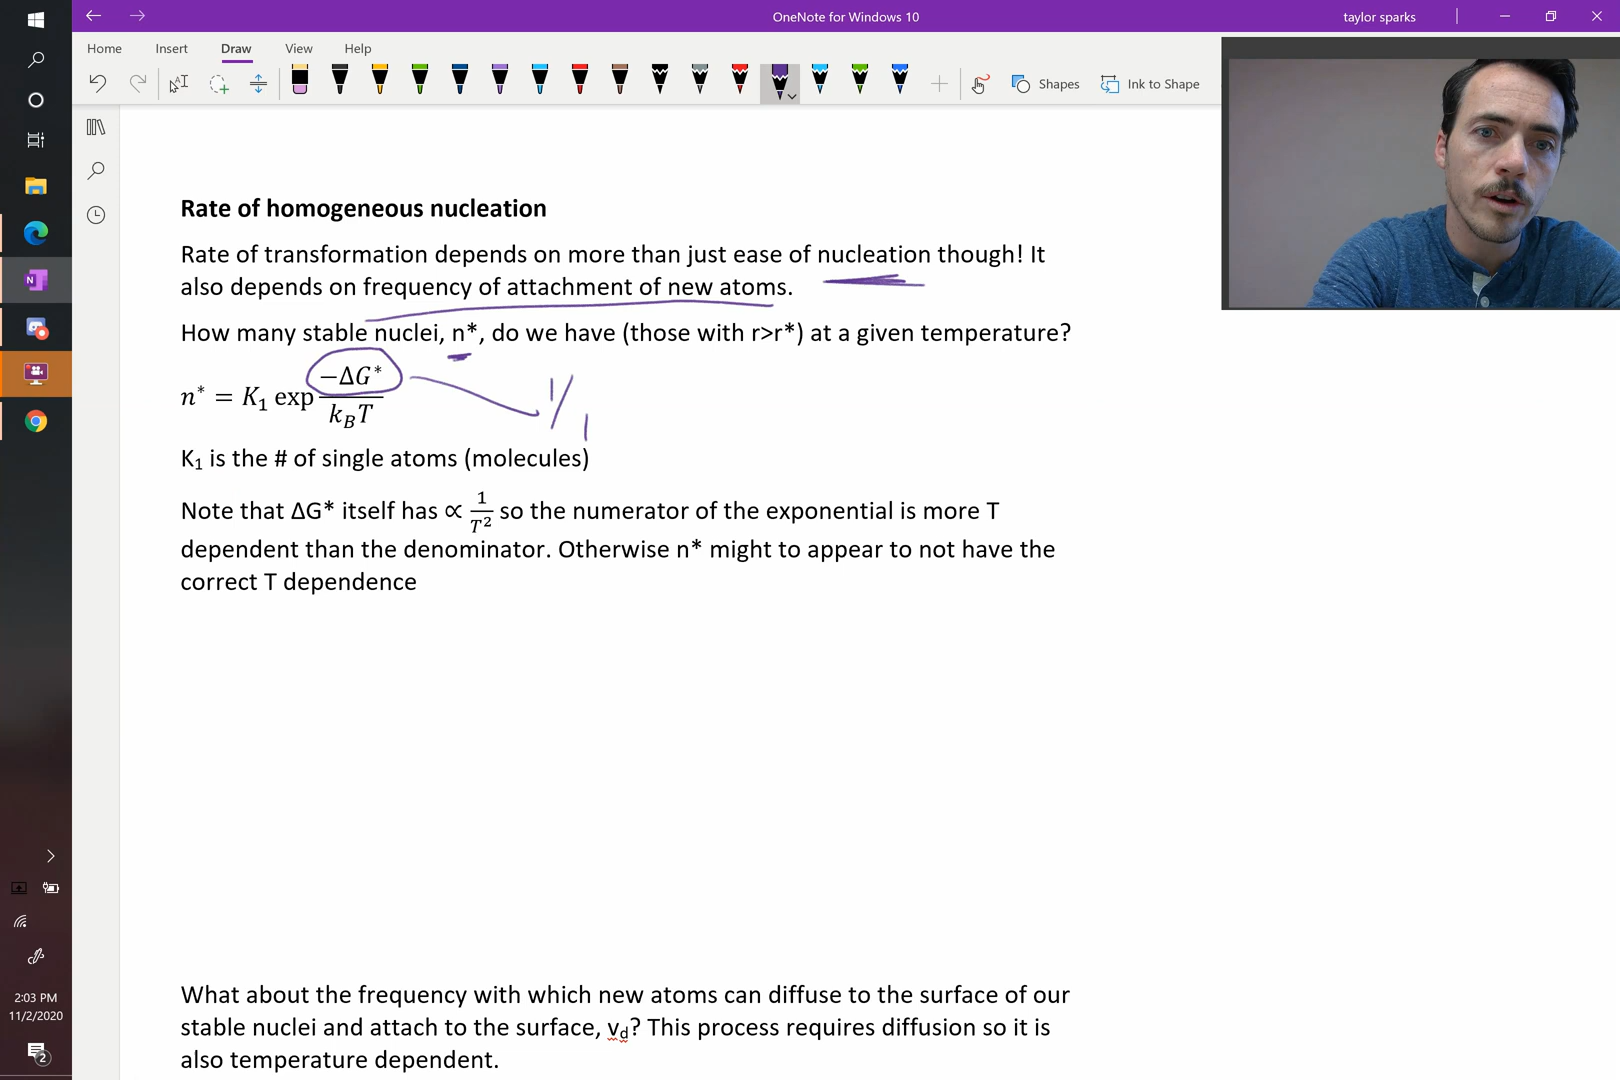 OneNote for Windows 10
taylor sparks
Home Insert Draw View Help
Shapes
Ink to Shape
Rate of homogeneous nucleation
Rate of transformation depends on more than just ease of nucleation though! It
also depends on frequency of attachment of new atoms.
How many stable nuclei, n*, do we have (those with r>r*) at a given temperature?
n* = K₁ exp −ΔG* / k_B T
1/
K₁ is the # of single atoms (molecules)
Note that ΔG* itself has ∝ 1/T² so the numerator of the exponential is more T
dependent than the denominator. Otherwise n* might to appear to not have the
correct T dependence
What about the frequency with which new atoms can diffuse to the surface of our
stable nuclei and attach to the surface, v_d? This process requires diffusion so it is
also temperature dependent.
2:03 PM
11/2/2020
2